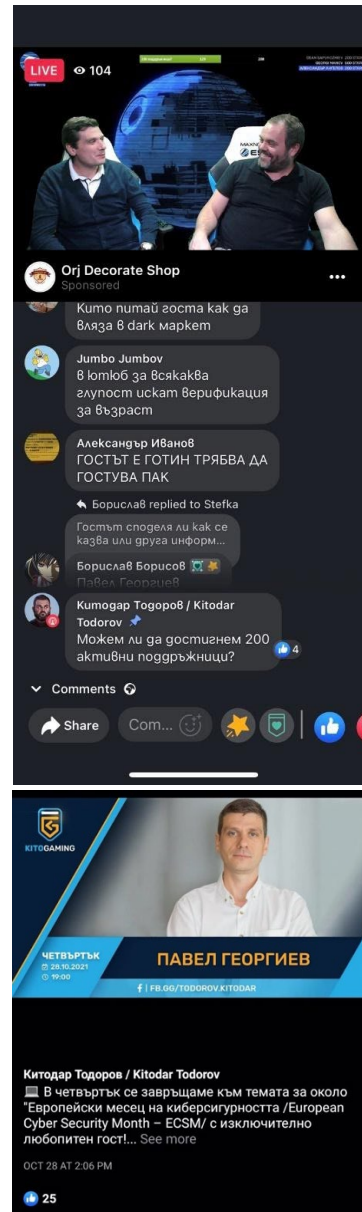 LIVE
104
Orj Decorate Shop
Sponsored
Кито питай госта как да
вляза в dark маркет
Jumbo Jumbov
в ютюб за всякаква
глупост искат верификация
за възраст
Александър Иванов
ГОСТЪТ Е ГОТИН ТРЯБВА ДА
ГОСТУВА ПАК
Борислав replied to Stefka
Гостът споделя ли как се
казва или друга информ...
Борислав Борисов
Павел Георгиев
Китодар Тодоров / Kitodar
Todorov
Можем ли да достигнем 200
активни поддръжници?
4
Comments
Share
Com...
KITOGAMING
ЧЕТВЪРТЪК
28.10.2021
19:00
ПАВЕЛ ГЕОРГИЕВ
f | FB.GG/TODOROV.KITODAR
Китодар Тодоров / Kitodar Todorov
В четвъртък се завръщаме към темата за около
"Европейски месец на киберсигурността /European
Cyber Security Month – ECSM/ с изключително
любопитен гост!... See more
OCT 28 AT 2:06 PM
25